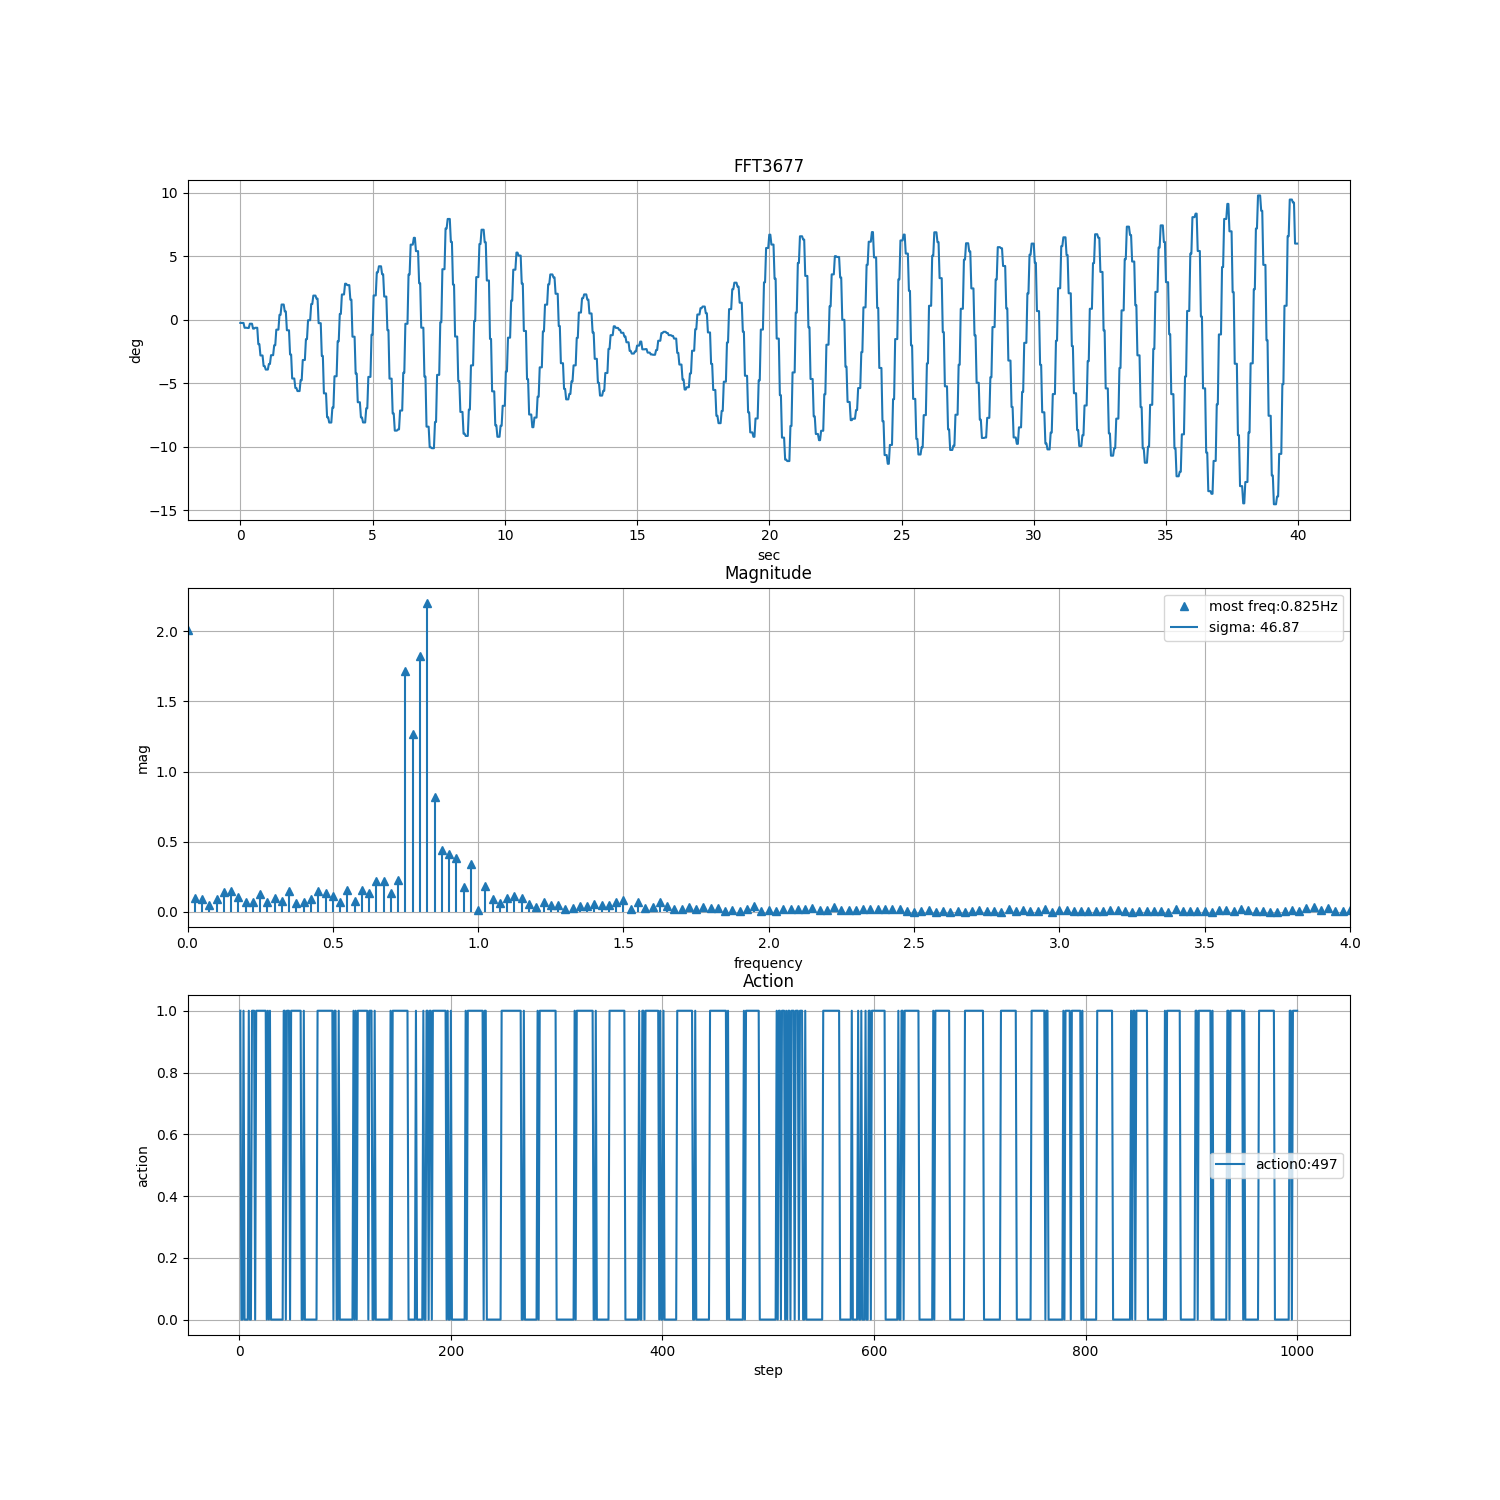 FFT3677
10
5
0
−5
−10
−15
deg
0 5 10 15 20 25 30 35 40
sec
Magnitude
most freq:0.825Hz
sigma: 46.87
2.0
1.5
1.0
0.5
0.0
mag
0.0 0.5 1.0 1.5 2.0 2.5 3.0 3.5 4.0
frequency
Action
1.0
0.8
0.6
0.4
0.2
0.0
action
action0:497
0 200 400 600 800 1000
step